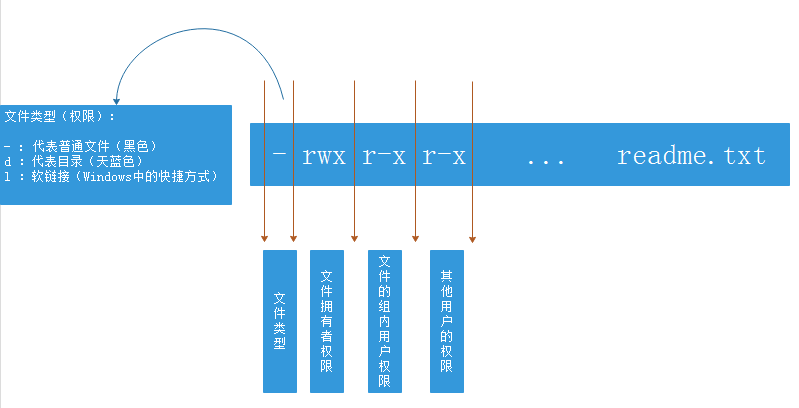 文件类型（权限）：
- : 代表普通文件（黑色）
d : 代表目录（天蓝色）
l : 软链接（Windows中的快捷方式）
- rwx r-x r-x ... readme.txt
文件类型
文件拥有者权限
文件的组内用户权限
其他用户的权限